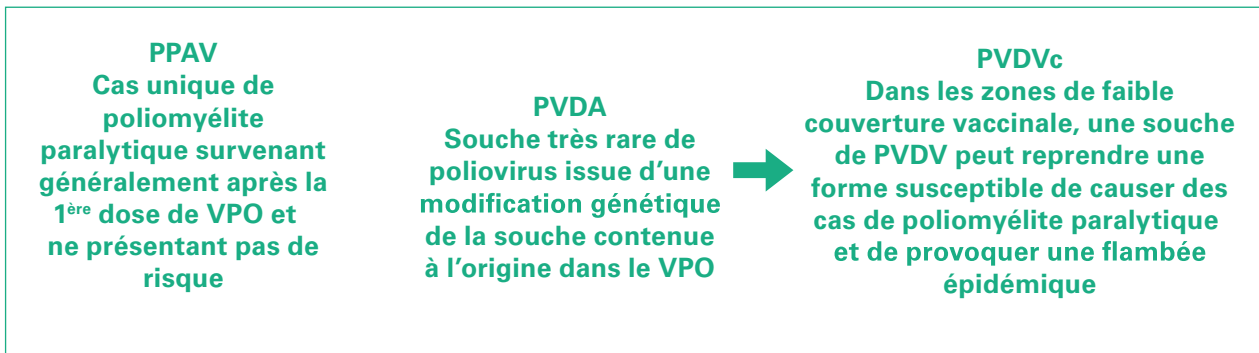 PPAV
Cas unique de
poliomyélite
paralytique survenant
généralement après la
1ère dose de VPO et
ne présentant pas de
risque
PVDA
Souche très rare de
poliovirus issue d’une
modification génétique
de la souche contenue
à l’origine dans le VPO
PVDVc
Dans les zones de faible
couverture vaccinale, une souche
de PVDV peut reprendre une
forme susceptible de causer des
cas de poliomyélite paralytique
et de provoquer une flambée
épidémique